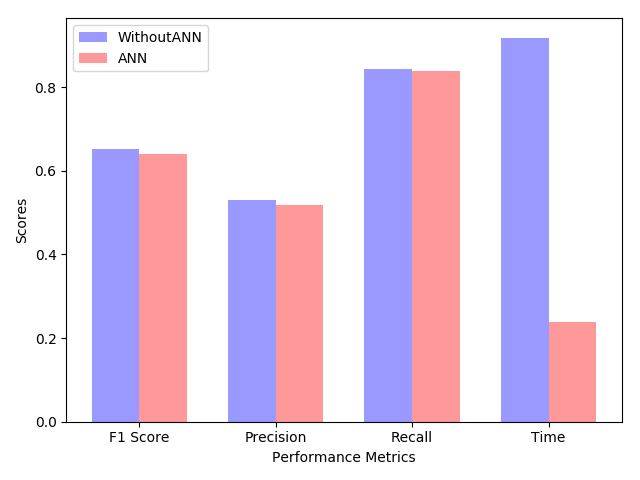 WithoutANN
ANN
Scores
0.8
0.6
0.4
0.2
0.0
F1 Score
Precision
Recall
Time
Performance Metrics